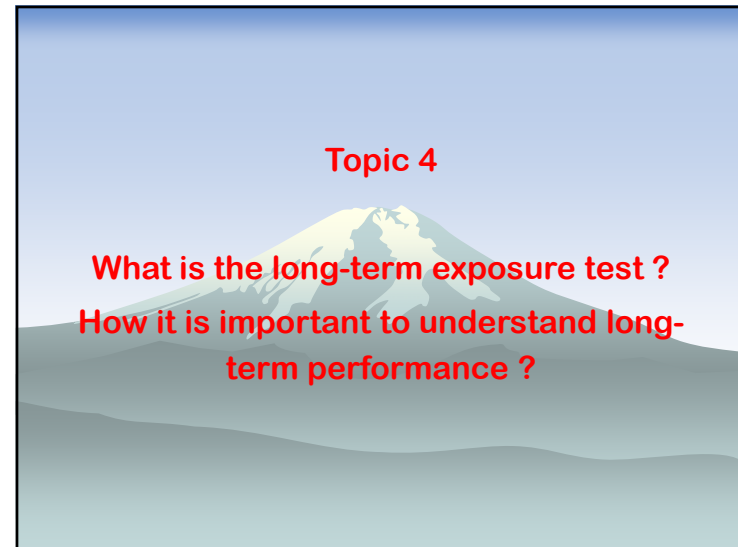 Topic 4
What is the long-term exposure test ?
How it is important to understand long-
term performance ?